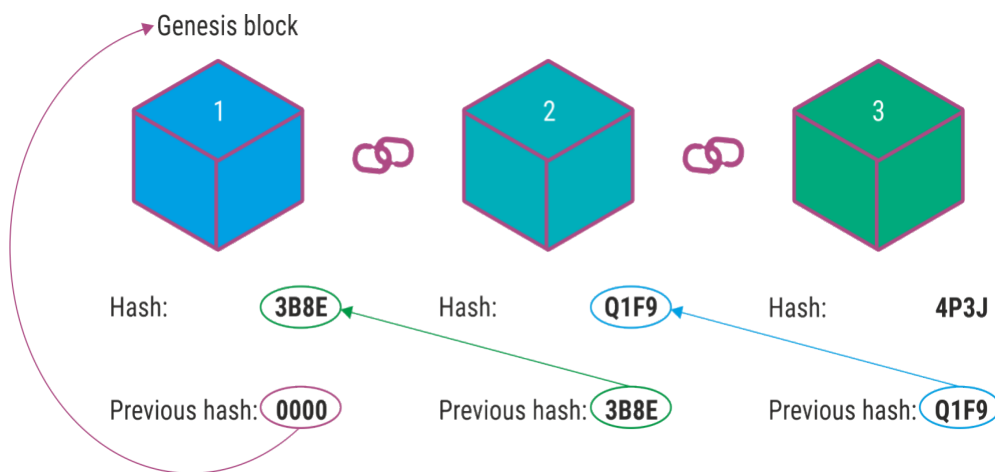 Genesis block
1
2
3
Hash: 3B8E
Hash: Q1F9
Hash: 4P3J
Previous hash: 0000
Previous hash: 3B8E
Previous hash: Q1F9